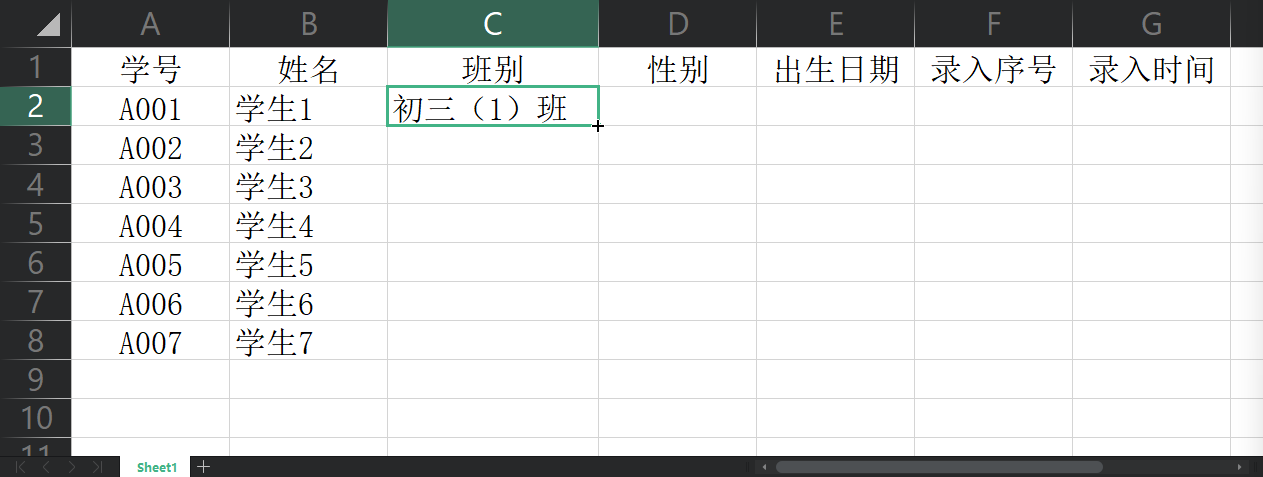 A B C D E F G
1 学号 姓名 班别 性别 出生日期 录入序号 录入时间
2 A001 学生1 初三（1）班
3 A002 学生2
4 A003 学生3
5 A004 学生4
6 A005 学生5
7 A006 学生6
8 A007 学生7
9
10
11
Sheet1